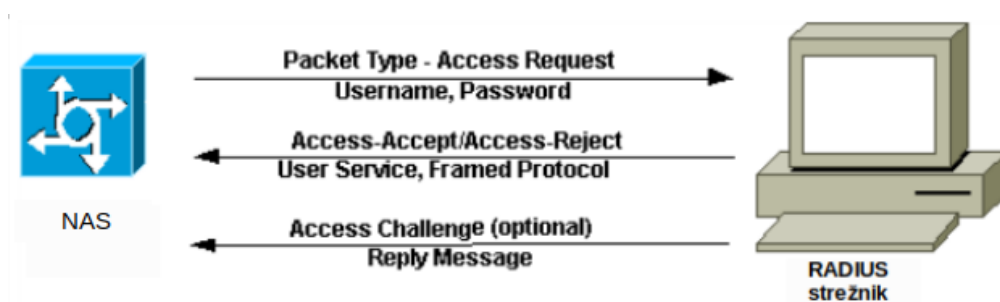 Packet Type - Access Request
Username, Password
Access-Accept/Access-Reject
User Service, Framed Protocol
NAS
Access Challenge (optional)
Reply Message
RADIUS
strežnik